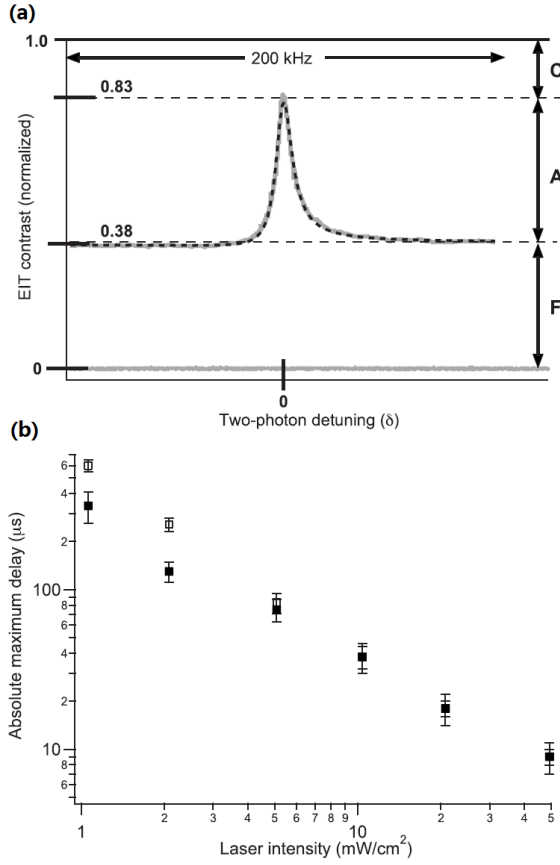 (a)
1.0
200 kHz
C
0.83
A
EIT contrast (normalized)
0.38
F
0
0
Two-photon detuning (δ)
(b)
6
4
2
100
8
6
4
2
10
8
6
Absolute maximum delay (μs)
1 2 3 4 5 6 7 8 9 10 2 3 4 5
Laser intensity (mW/cm²)